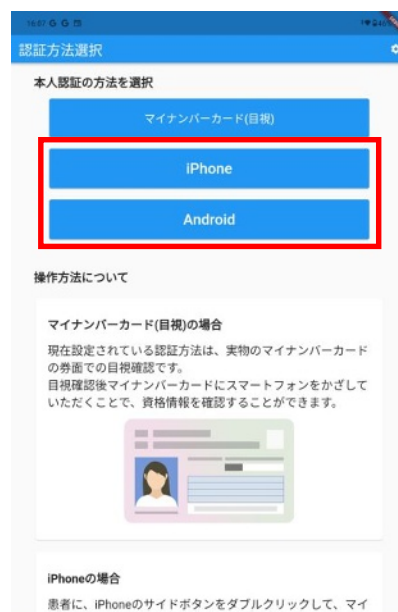 16:07 G G
認証方法選択
本人認証の方法を選択
マイナンバーカード(目視)
iPhone
Android
操作方法について
マイナンバーカード(目視)の場合
現在設定されている認証方法は、実物のマイナンバーカード
の券面での目視確認です。
目視確認後マイナンバーカードにスマートフォンをかざして
いただくことで、資格情報を確認することができます。
iPhoneの場合
患者に、iPhoneのサイドボタンをダブルクリックして、マイ